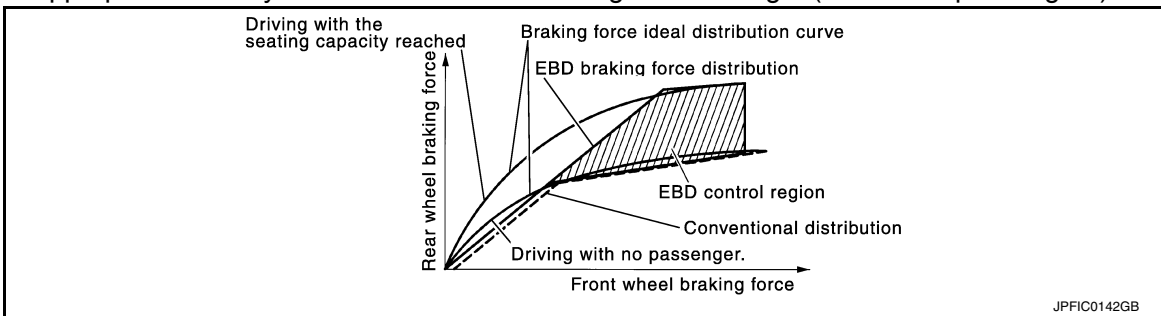 Driving with the
seating capacity reached
Braking force ideal distribution curve
EBD braking force distribution
Rear wheel braking force
EBD control region
Conventional distribution
Driving with no passenger.
Front wheel braking force
JPFIC0142GB